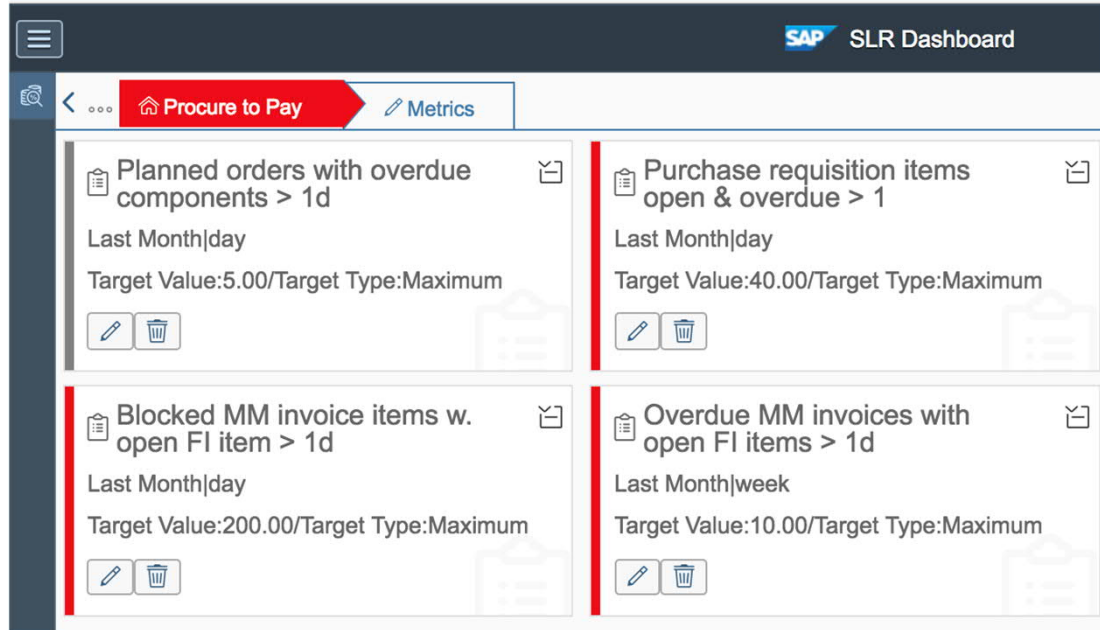 SAP SLR Dashboard
Procure to Pay
Metrics
Planned orders with overdue
components > 1d
Last Month|day
Target Value:5.00/Target Type:Maximum
Purchase requisition items
open & overdue > 1
Last Month|day
Target Value:40.00/Target Type:Maximum
Blocked MM invoice items w.
open FI item > 1d
Last Month|day
Target Value:200.00/Target Type:Maximum
Overdue MM invoices with
open FI items > 1d
Last Month|week
Target Value:10.00/Target Type:Maximum